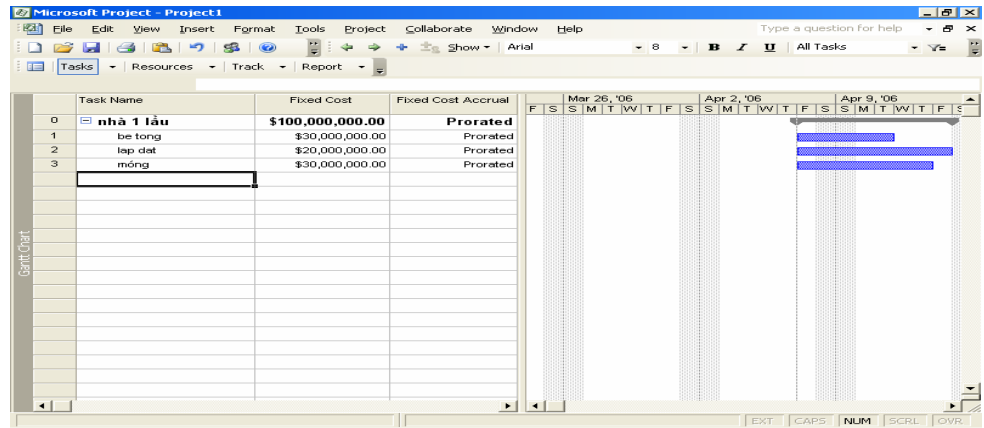 Microsoft Project - Project1
File Edit View Insert Format Tools Project Collaborate Window Help Type a question for help
Show Arial 8 B I U All Tasks
Tasks Resources Track Report
Task Name Fixed Cost Fixed Cost Accrual Mar 26, '06 Apr 2, '06 Apr 9, '06
F S S M T W T F S S M T W T F S S M T W T F S
0 nhà 1 lầu $100,000,000.00 Prorated
1 be tong $30,000,000.00 Prorated
2 lap dat $20,000,000.00 Prorated
3 móng $30,000,000.00 Prorated
Gantt Chart
EXT CAPS NUM SCRL OVR